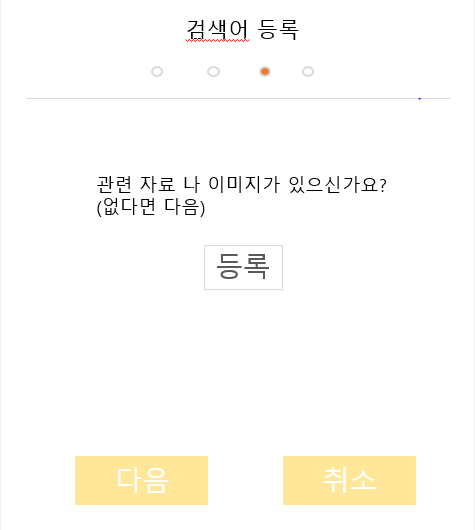 검색어 등록
관련 자료 나 이미지가 있으신가요?
(없다면 다음)
등록
다음
취소